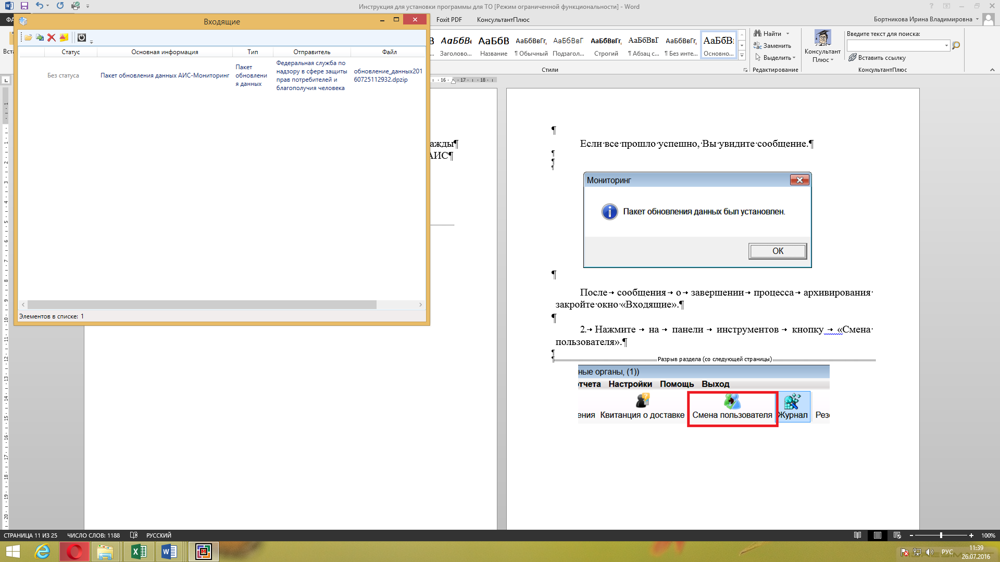 Инструкция для установки программы для ТО [Режим ограниченной функциональности] - Word
Foxit PDF
КонсультантПлюс
Бортникова Ирина Владимировна
Входящие
Статус
Основная информация
Тип
Отправитель
Файл
Без статуса
Пакет обновления данных АИС-Мониторинг
Пакет
обновлени
я данных
Федеральная служба по
надзору в сфере защиты
прав потребителей и
благополучия человека
обновление_данных201
60725112932.dpzip
Элементов в списке: 1
АаБбВ
Заголово...
АаБбВ
Название
АаБбВвГг,
¶ Обычный
АаБбВвГ
Подзагол...
АаБбВвГг,
Строгий
АаБбВвГ
¶ Абзац с...
АаБбВвГг,
¶ Без инте...
АаБбВ
Основно...
Стили
Найти
Заменить
Выделить
Редактирование
Консультант
Плюс
Введите текст для поиска:
Вставить ссылку
КонсультантПлюс
16 17 18
ажды¶
АИС¶
¶
Если все прошло успешно, Вы увидите сообщение.¶
¶
¶
¶
Мониторинг
Пакет обновления данных был установлен.
ОК
¶
После сообщения о завершении процесса архивирования
закройте окно «Входящие».¶
¶
2. Нажмите на панели инструментов кнопку «Смена
пользователя».¶
¶
¶ Разрыв раздела (со следующей страницы)
ные органы, (1))
отчета Настройки Помощь Выход
ения Квитанция о доставке Смена пользователя Журнал Рез
СТРАНИЦА 11 ИЗ 25
ЧИСЛО СЛОВ: 1188
РУССКИЙ
100%
РУС
11:39
26.07.2016